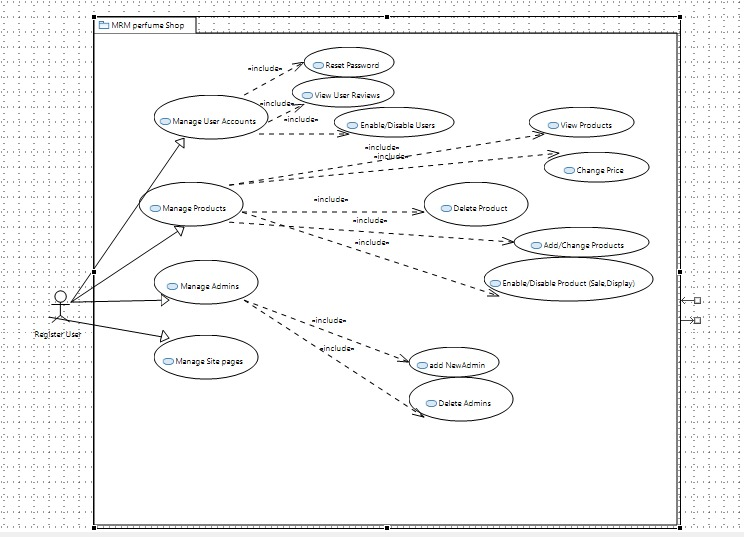 MRM perfume Shop
«include»
Reset Password
View User Reviews
«include»
Manage User Accounts
«include»
Enable/Disable Users
View Products
«include»
«include»
Change Price
«include»
Manage Products
Delete Product
«include»
«include»
Add/Change Products
Manage Admins
Enable/Disable Product (Sale,Display)
«include»
Register User
«include»
Manage Site pages
add NewAdmin
Delete Admins